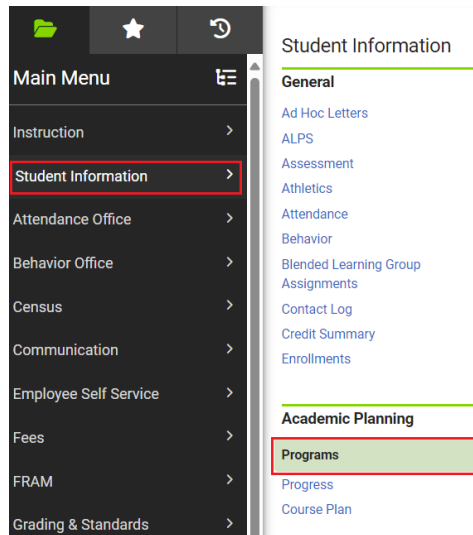 Main Menu
Instruction
Student Information
Attendance Office
Behavior Office
Census
Communication
Employee Self Service
Fees
FRAM
Grading & Standards
Student Information
General
Ad Hoc Letters
ALPS
Assessment
Athletics
Attendance
Behavior
Blended Learning Group
Assignments
Contact Log
Credit Summary
Enrollments
Academic Planning
Programs
Progress
Course Plan